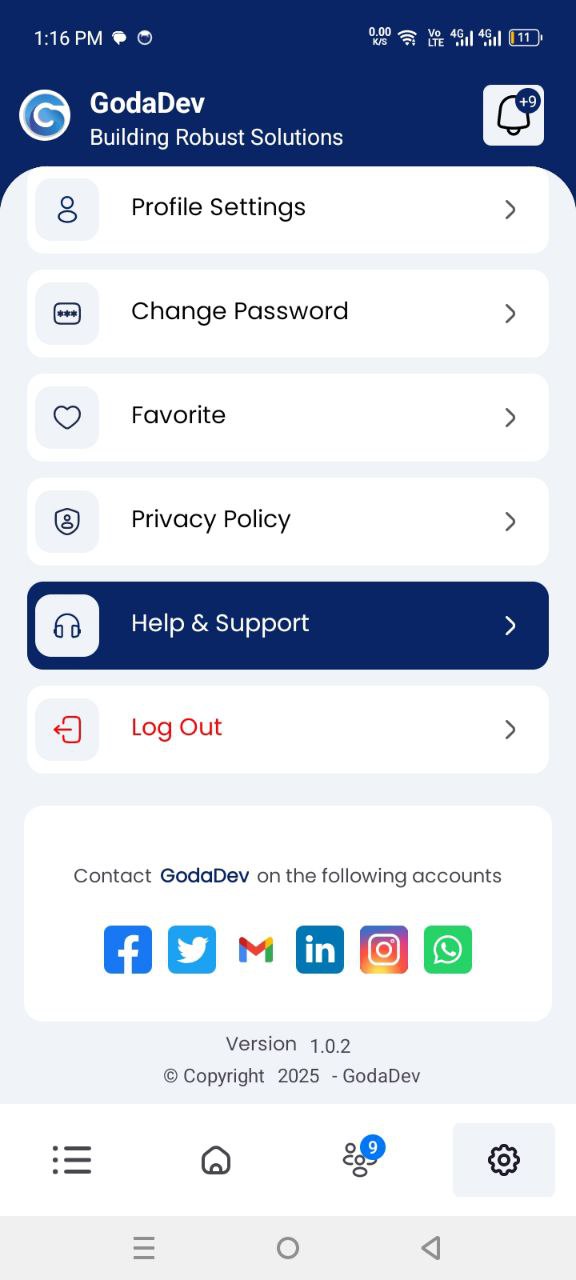 1:16 PM
0.00 K/S
Vo LTE 4G 4G 11
GodaDev
Building Robust Solutions
+9
Profile Settings
***
Change Password
Favorite
Privacy Policy
Help & Support
Log Out
Contact GodaDev on the following accounts
in
Version 1.0.2
© Copyright 2025 - GodaDev
9